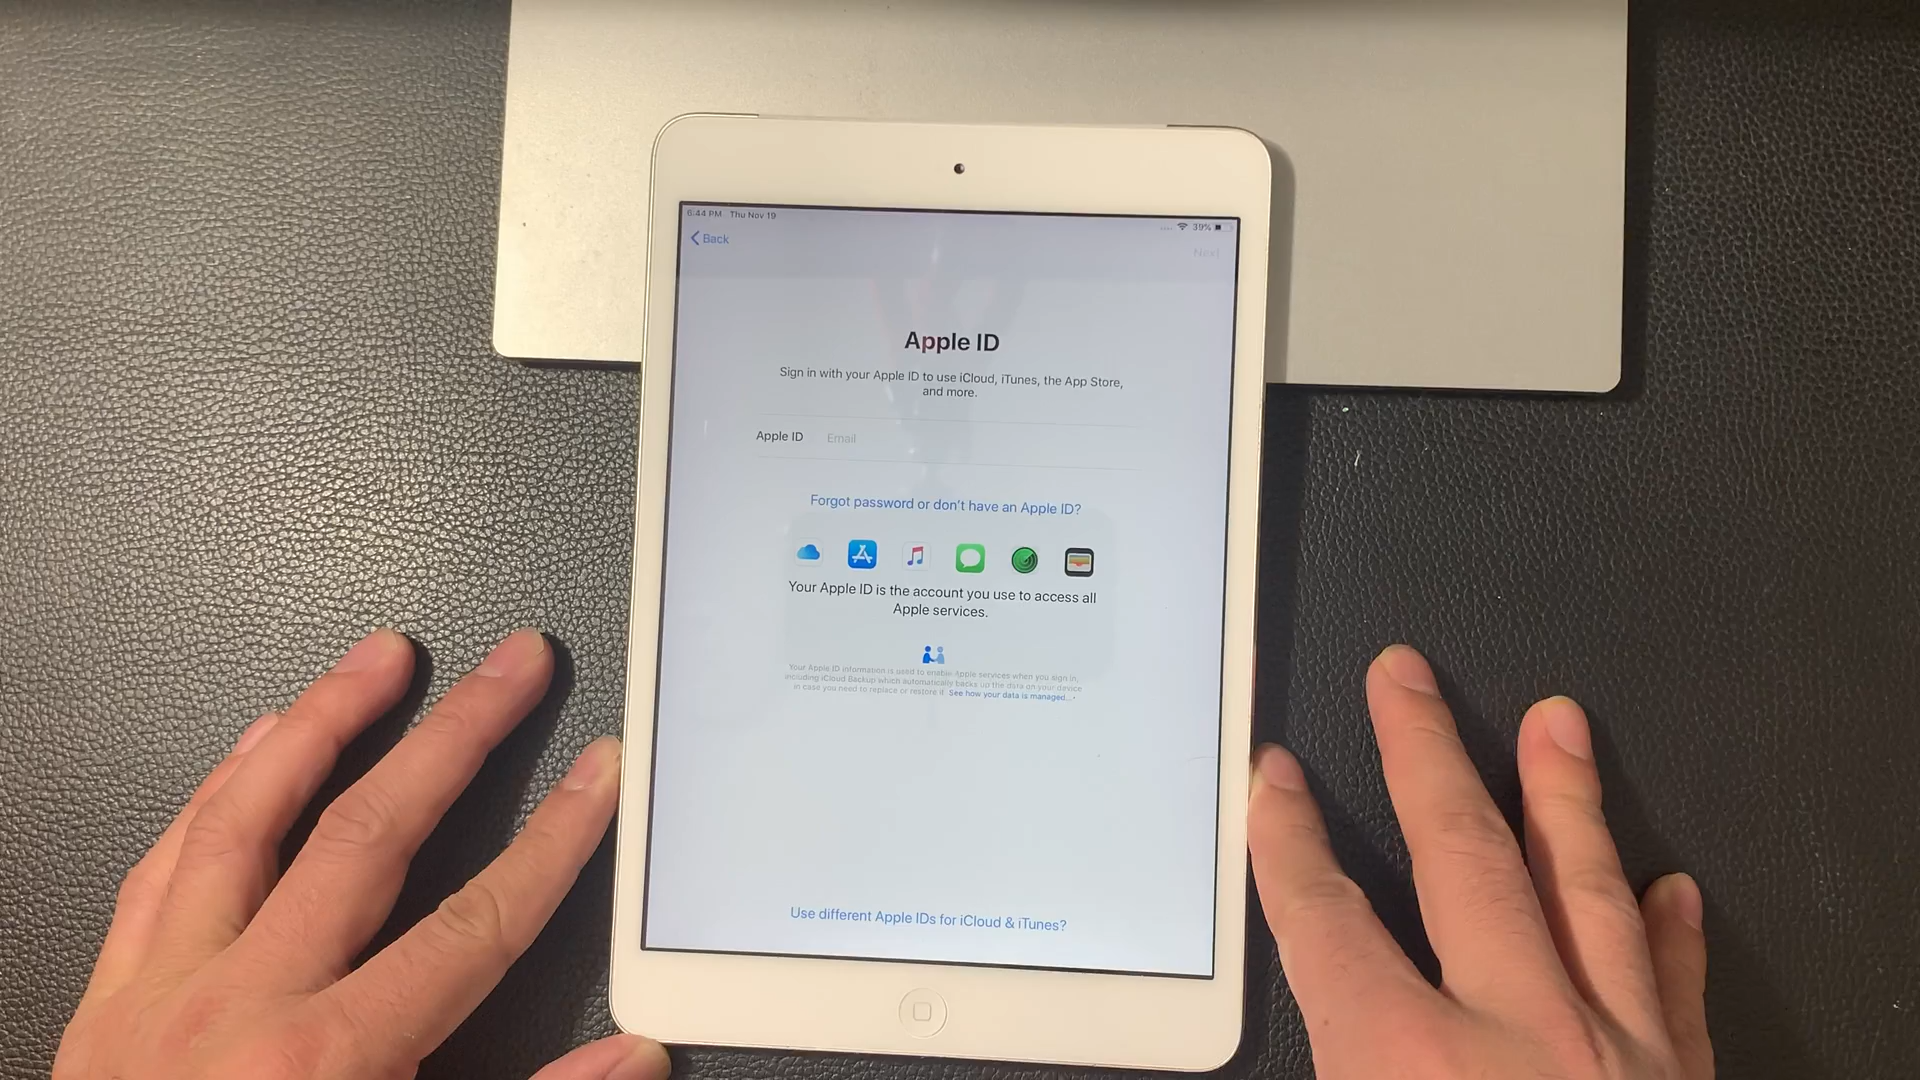 6:44 PM Thu Nov 19
39%
Back
Next
Apple ID
Sign in with your Apple ID to use iCloud, iTunes, the App Store,
and more.
Apple ID Email
Forgot password or don't have an Apple ID?
Your Apple ID is the account you use to access all
Apple services.
Your Apple ID information is used to enable Apple services when you sign in,
including iCloud Backup which automatically backs up the data on your device
in case you need to replace or restore it. See how your data is managed...
Use different Apple IDs for iCloud & iTunes?